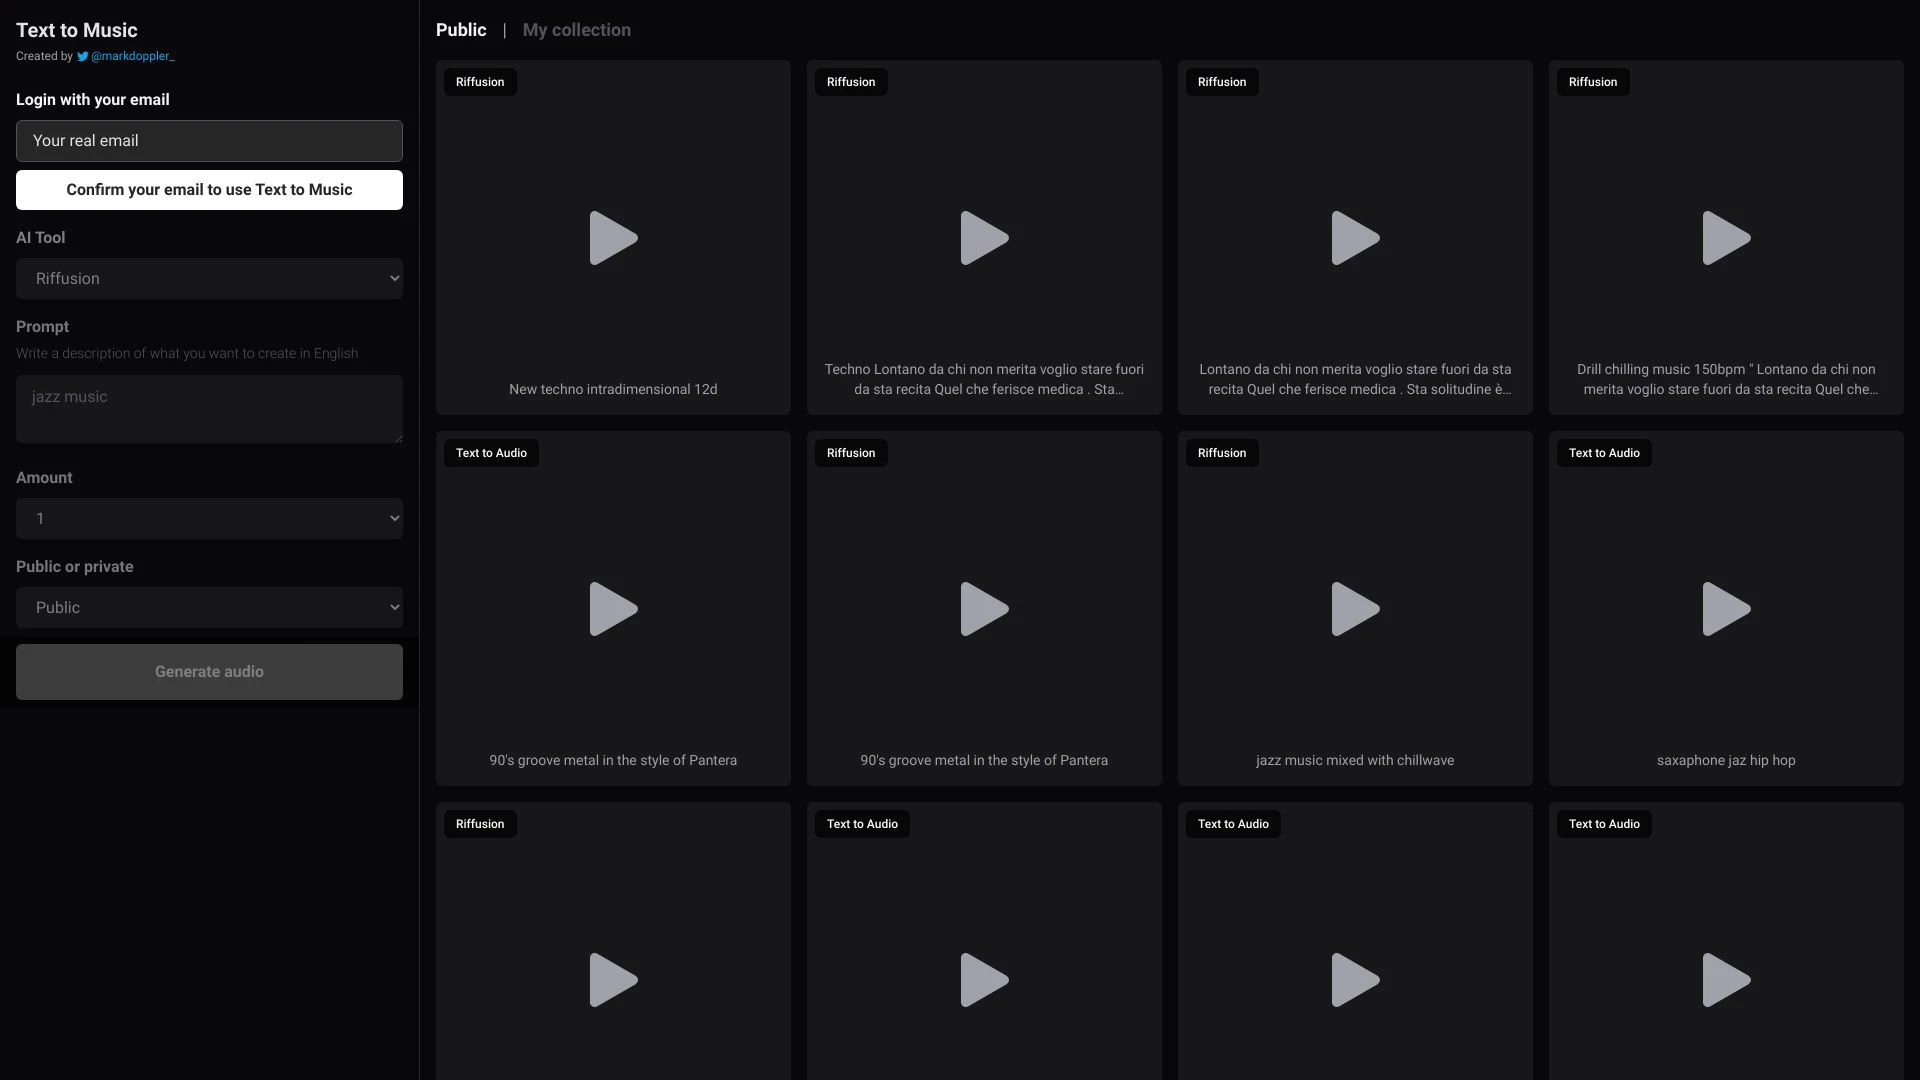 Text to Music
Created by @markdoppler_
Login with your email
Your real email
Confirm your email to use Text to Music
AI Tool
Riffusion
Prompt
Write a description of what you want to create in English
jazz music
Amount
1
Public or private
Public
Generate audio
Public | My collection
Riffusion
New techno intradimensional 12d
Riffusion
Techno Lontano da chi non merita voglio stare fuori
da sta recita Quel che ferisce medica . Sta...
Riffusion
Lontano da chi non merita voglio stare fuori da sta
recita Quel che ferisce medica . Sta solitudine è...
Riffusion
Drill chilling music 150bpm " Lontano da chi non
merita voglio stare fuori da sta recita Quel che...
Text to Audio
90's groove metal in the style of Pantera
Riffusion
90's groove metal in the style of Pantera
Riffusion
jazz music mixed with chillwave
Text to Audio
saxaphone jaz hip hop
Riffusion
Text to Audio
Text to Audio
Text to Audio